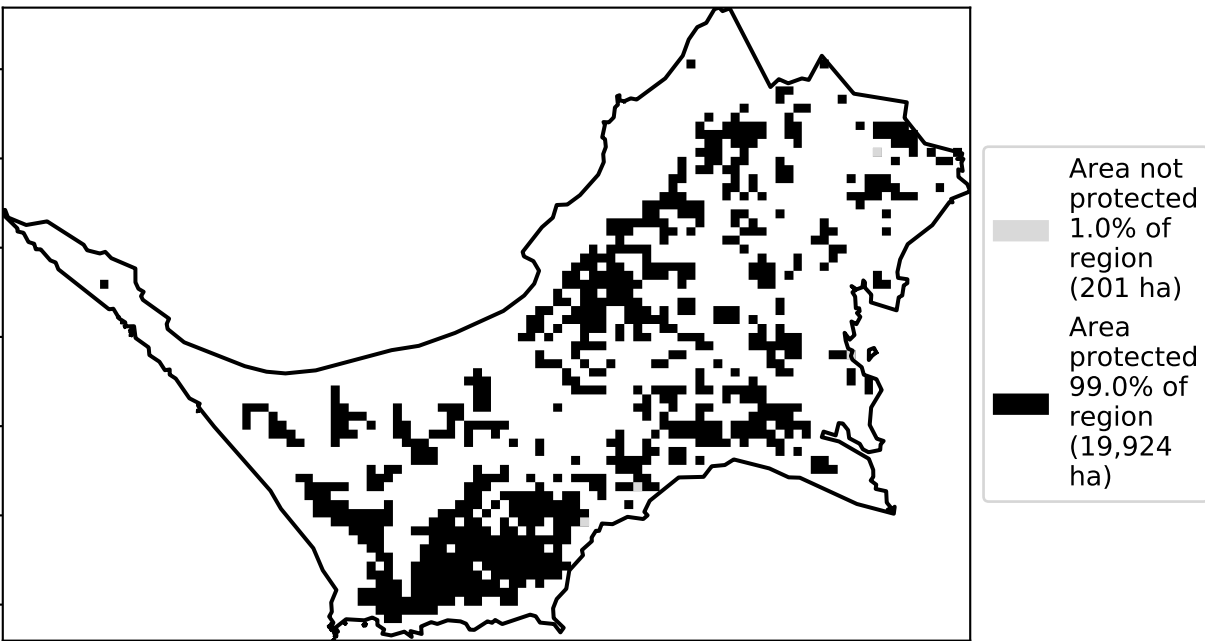 Area not
protected
1.0% of
region
(201 ha)
Area
protected
99.0% of
region
(19,924
ha)